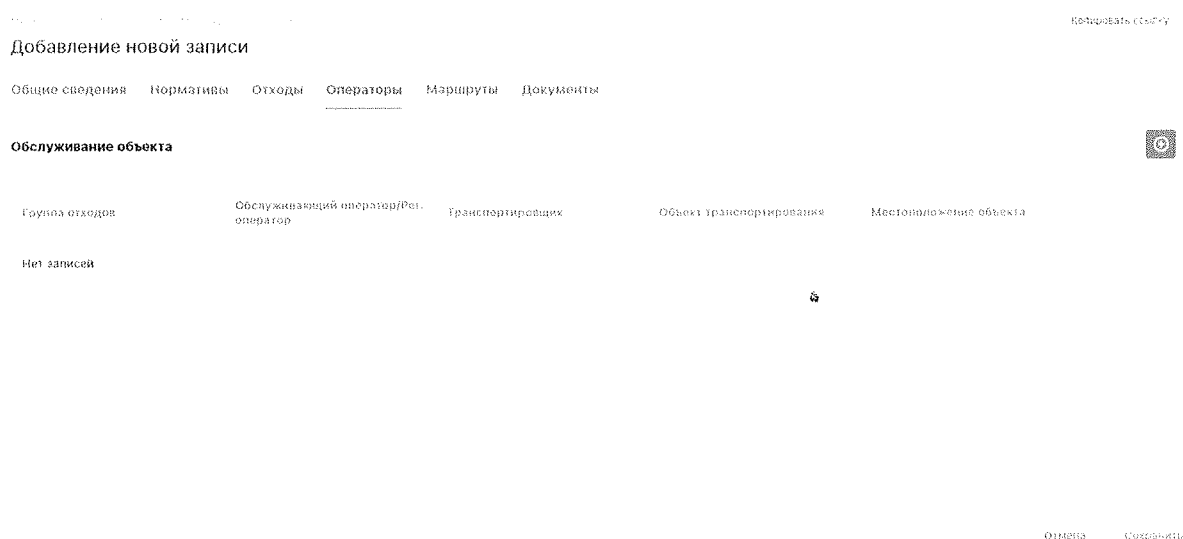 Копировать ссылку
Добавление новой записи
Общие сведения Нормативы Отходы Операторы Маршруты Документы
Обслуживание объекта
Группа отходов Обслуживающий оператор/Рег. оператор Транспортировщик Объект транспортирования Местоположение объекта
Нет записей
Отмена Сохранить